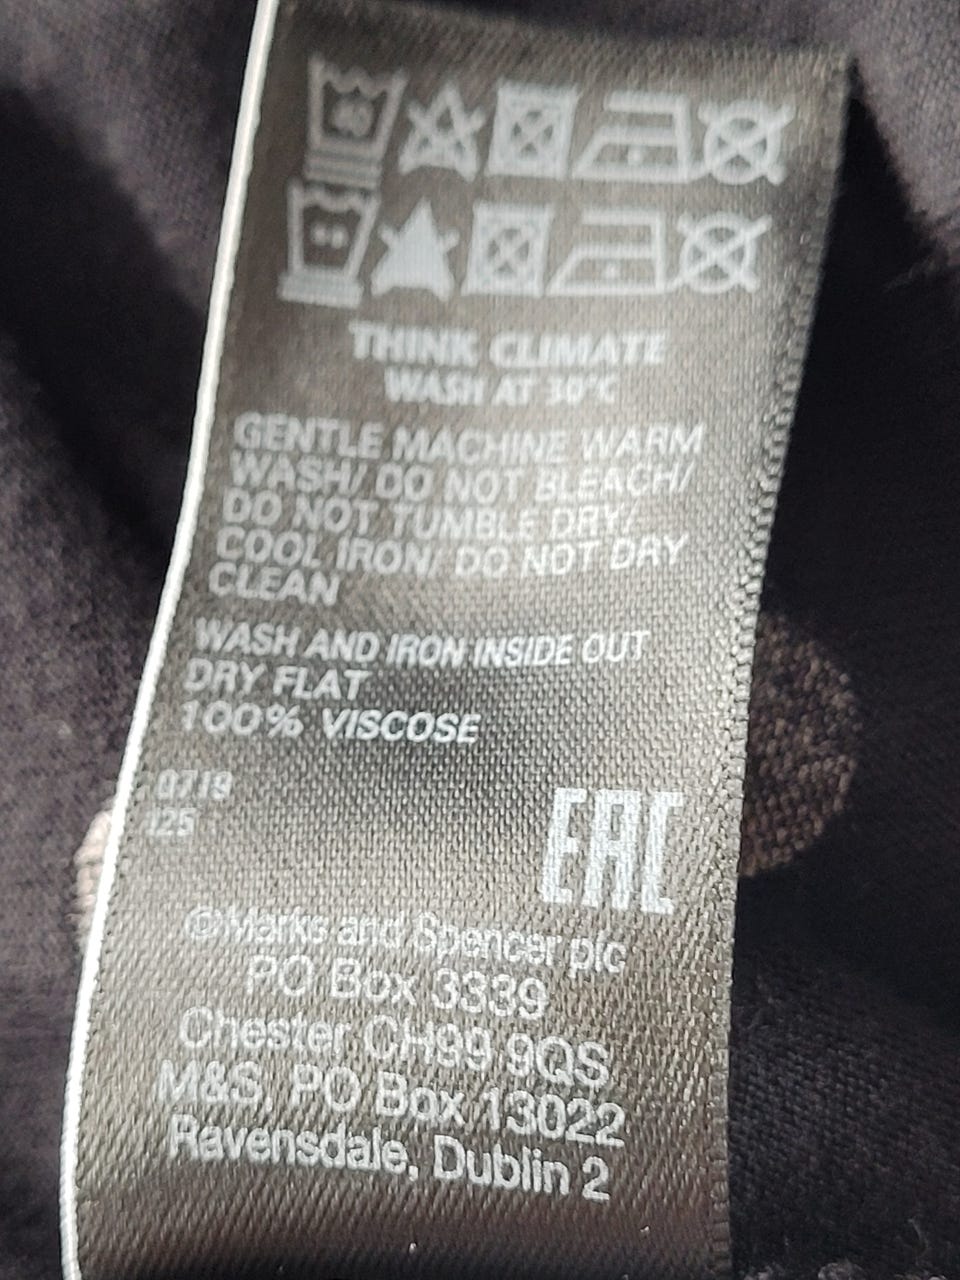 THINK CLIMATE
WASH AT 30°C
GENTLE MACHINE WARM
WASH/ DO NOT BLEACH/
DO NOT TUMBLE DRY/
COOL IRON/ DO NOT DRY
CLEAN
WASH AND IRON INSIDE OUT
DRY FLAT
100% VISCOSE
0719
I25
EAC
©Marks and Spencer plc
PO Box 3339
Chester CH99 9QS
M&S, PO Box 13022
Ravensdale, Dublin 2